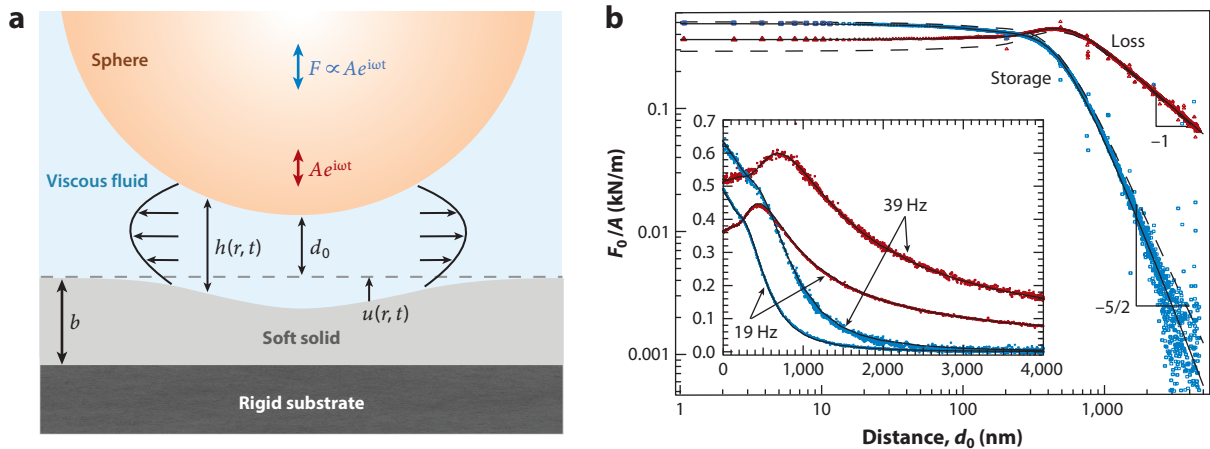 a
Sphere
F ∝ Ae^iωt
Ae^iωt
Viscous fluid
h(r, t)
d₀
b
u(r, t)
Soft solid
Rigid substrate
b
F₀/A (kN/m)
0.1
0.01
0.001
Loss
Storage
−1
−5/2
0.7
0.6
0.5
0.4
0.3
0.2
0.1
0.0
39 Hz
19 Hz
0
1,000
2,000
3,000
4,000
1
10
100
1,000
Distance, d₀ (nm)